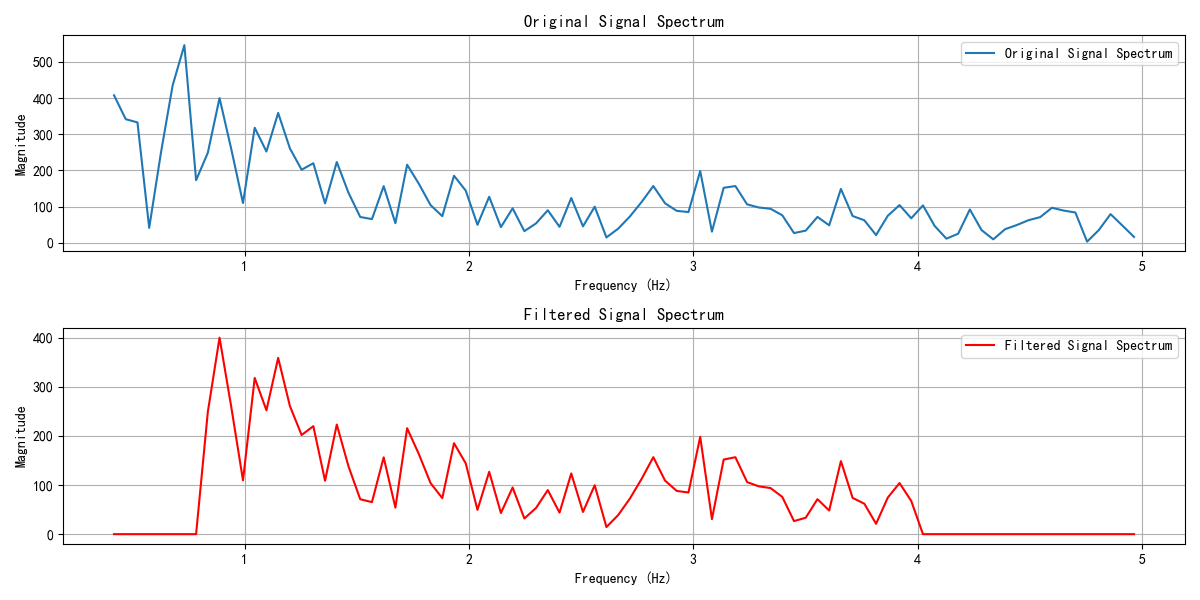 Original Signal Spectrum
Original Signal Spectrum
500
400
300
200
100
0
Magnitude
1 2 3 4 5
Frequency (Hz)
Filtered Signal Spectrum
Filtered Signal Spectrum
400
300
200
100
0
Magnitude
1 2 3 4 5
Frequency (Hz)